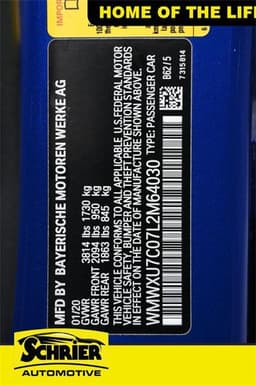 HOME OF THE LIFE
MFD BY BAYERISCHE MOTOREN WERKE AG
01/20
GVWR 3814 lbs 1730 kg
GAWR FRONT 2094 lbs 950 kg
GAWR REAR 1863 lbs 845 kg
THIS VEHICLE CONFORMS TO ALL APPLICABLE U.S. FEDERAL MOTOR
VEHICLE SAFETY, BUMPER AND THEFT PREVENTION STANDARDS
IN EFFECT ON THE DATE OF MANUFACTURE SHOWN ABOVE.
WMWXU7C07L2M64030 TYPE: PASSENGER CAR
B62/5
7 315 814
SCHRIER
AUTOMOTIVE